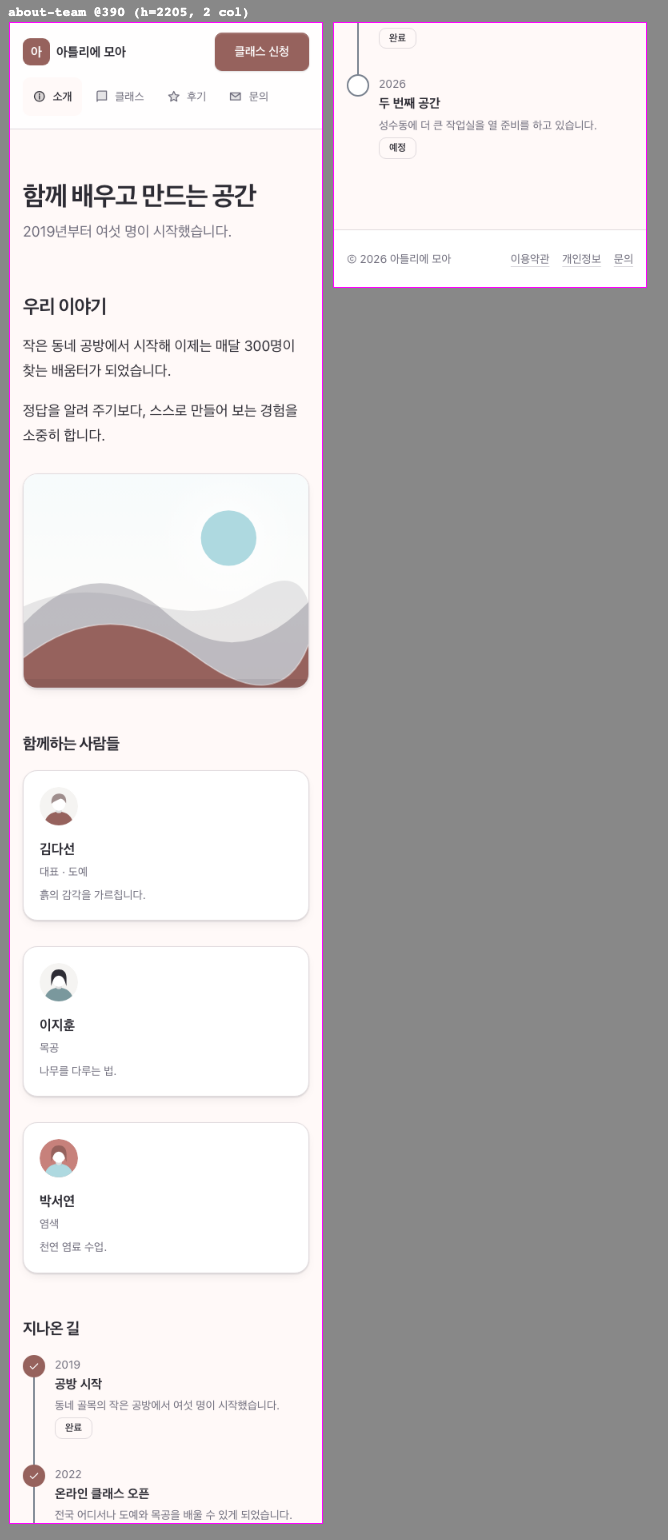 about-team @390 (h=2205, 2 col)
아 아틀리에 모아
클래스 신청
소개 클래스 후기 문의
함께 배우고 만드는 공간
2019년부터 여섯 명이 시작했습니다.
우리 이야기
작은 동네 공방에서 시작해 이제는 매달 300명이
찾는 배움터가 되었습니다.
정답을 알려 주기보다, 스스로 만들어 보는 경험을
소중히 합니다.
함께하는 사람들
김다선
대표 · 도예
흙의 감각을 가르칩니다.
이지훈
목공
나무를 다루는 법.
박서연
염색
천연 염료 수업.
지나온 길
2019
공방 시작
동네 골목의 작은 공방에서 여섯 명이 시작했습니다.
완료
2022
온라인 클래스 오픈
전국 어디서나 도예와 목공을 배울 수 있게 되었습니다.
완료
2026
두 번째 공간
성수동에 더 큰 작업실을 열 준비를 하고 있습니다.
예정
© 2026 아틀리에 모아
이용약관 개인정보 문의